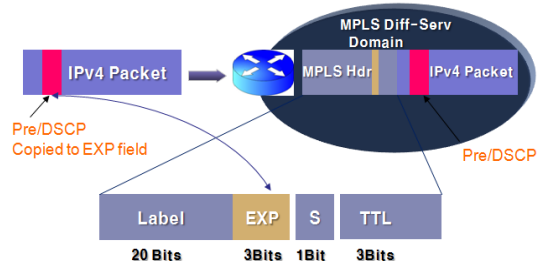 MPLS Diff-Serv
Domain
IPv4 Packet
MPLS Hdr
IPv4 Packet
Pre/DSCP
Copied to EXP field
Pre/DSCP
Label
EXP
S
TTL
20 Bits
3Bits
1Bit
3Bits